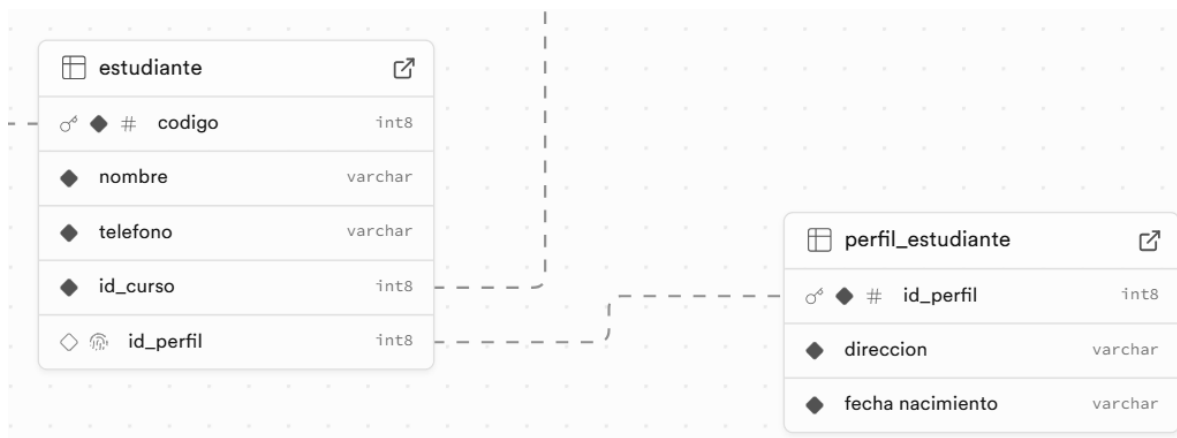 estudiante
# codigo int8
nombre varchar
telefono varchar
id_curso int8
id_perfil int8
perfil_estudiante
# id_perfil int8
direccion varchar
fecha nacimiento varchar